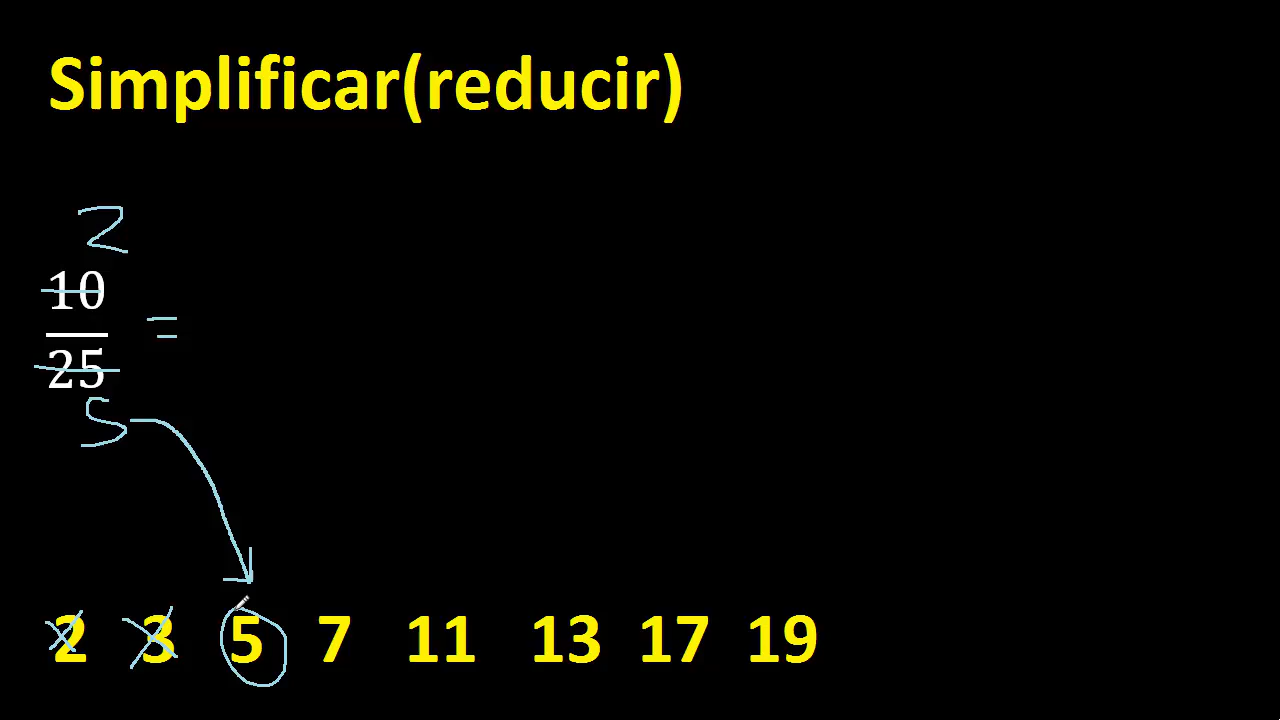 Simplificar(reducir)
2
10
25
=
5
2 3 5 7 11 13 17 19